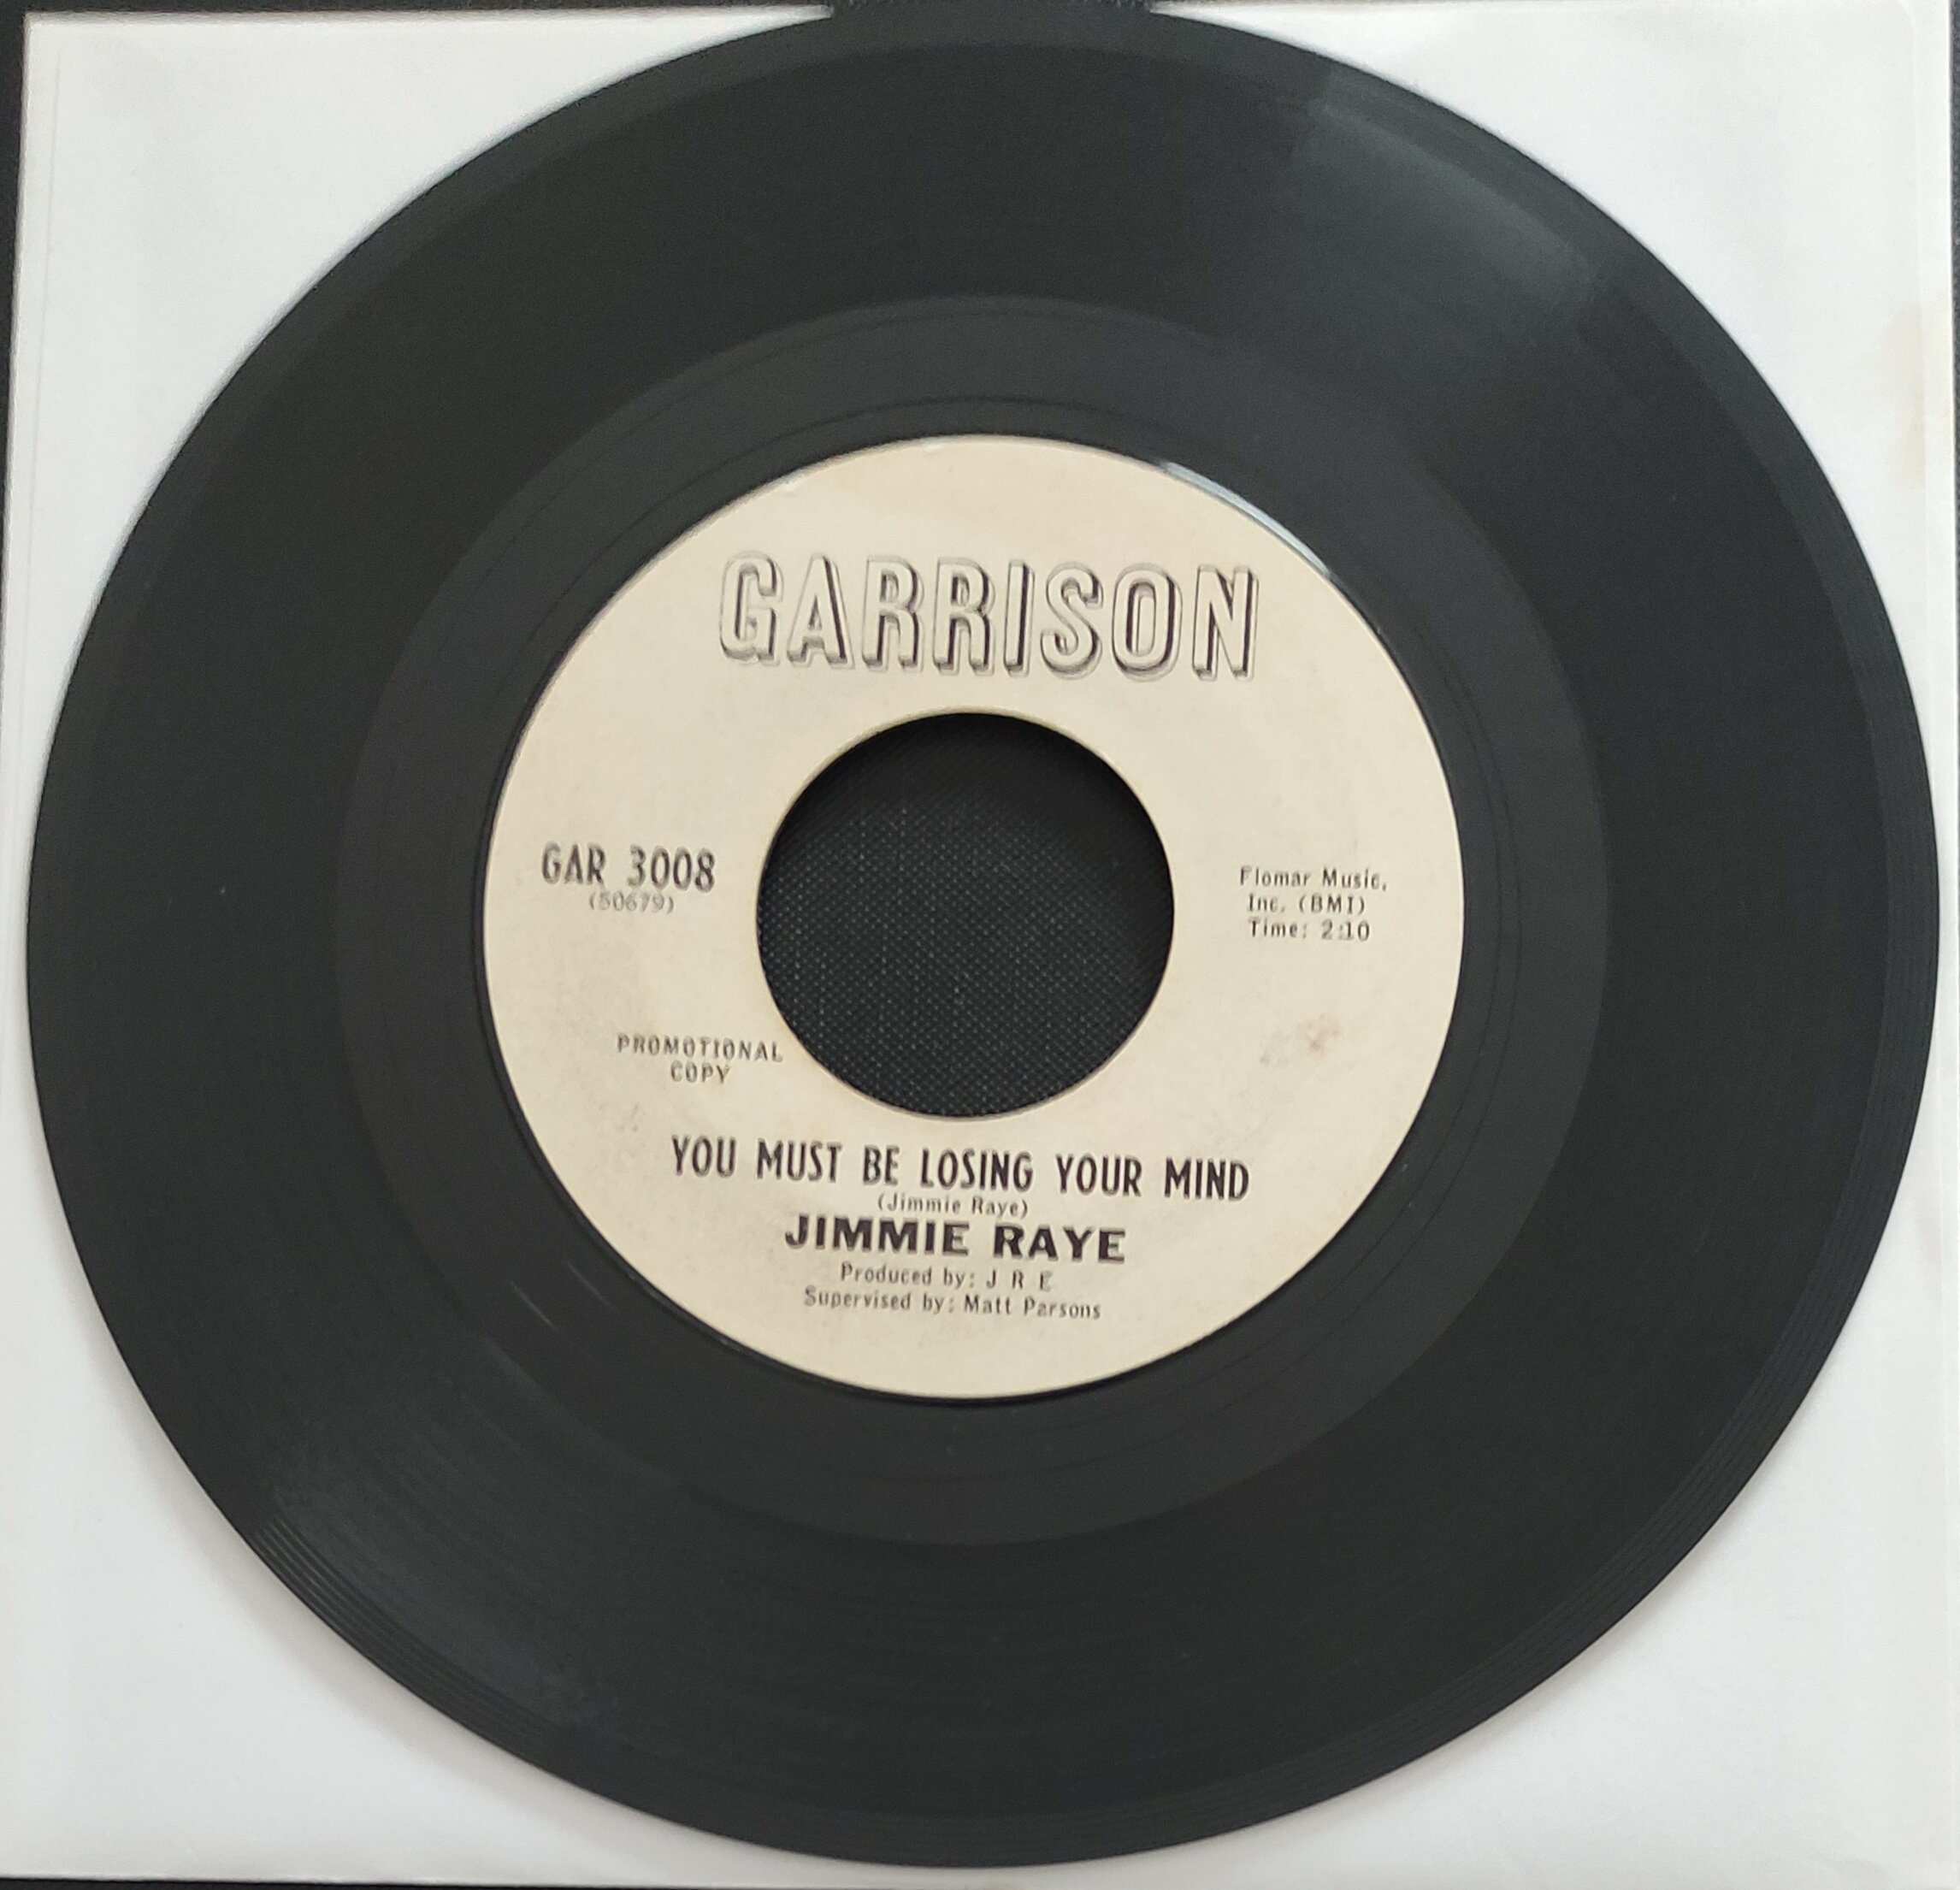 GARRISON
GAR 3008
(50679)
Flomar Music,
Inc. (BMI)
Time: 2:10
PROMOTIONAL
COPY
YOU MUST BE LOSING YOUR MIND
(Jimmie Raye)
JIMMIE RAYE
Produced by: J R E
Supervised by: Matt Parsons